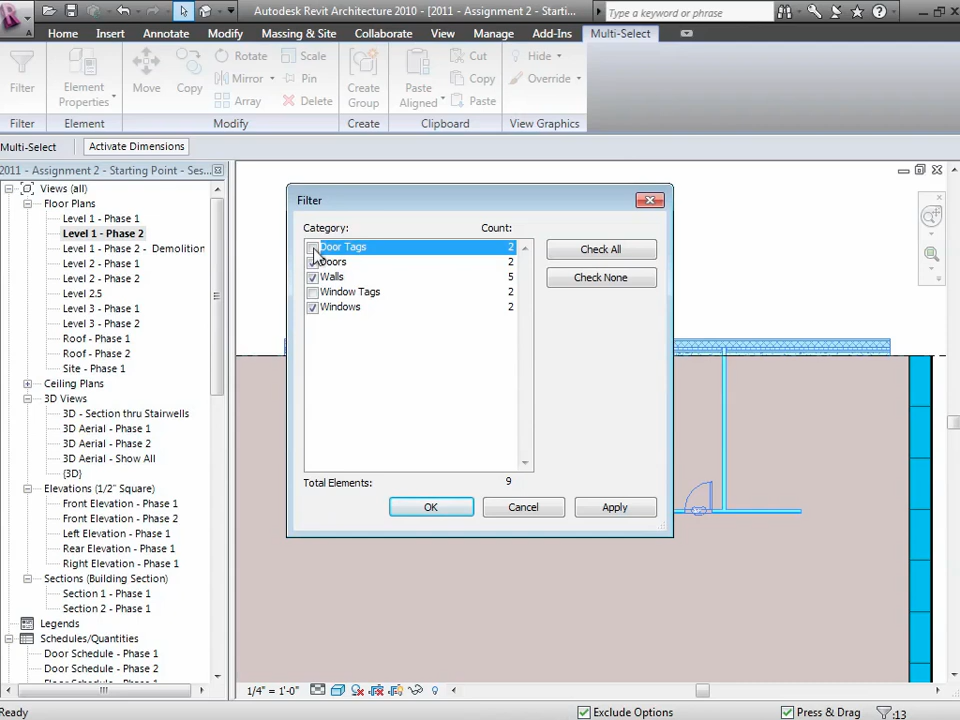 Autodesk Revit Architecture 2010 - [2011 - Assignment 2 - Starting Point - Sessi...
Type a keyword or phrase
Home Insert Annotate Modify Massing & Site Collaborate View Manage Add-Ins Multi-Select
Filter Element Properties Move Copy Rotate Mirror Array Scale Pin Delete Create Group Paste Aligned Cut Copy Paste Hide Override
Filter Element Modify Create Clipboard View Graphics
Multi-Select Activate Dimensions
2011 - Assignment 2 - Starting Point - Ses...
Views (all)
Floor Plans
Level 1 - Phase 1
Level 1 - Phase 2
Level 1 - Phase 2 - Demolition
Level 2 - Phase 1
Level 2 - Phase 2
Level 2.5
Level 3 - Phase 1
Level 3 - Phase 2
Roof - Phase 1
Roof - Phase 2
Site - Phase 1
Ceiling Plans
3D Views
3D - Section thru Stairwells
3D Aerial - Phase 1
3D Aerial - Phase 2
3D Aerial - Show All
{3D}
Elevations (1/2" Square)
Front Elevation - Phase 1
Front Elevation - Phase 2
Left Elevation - Phase 1
Rear Elevation - Phase 1
Right Elevation - Phase 1
Sections (Building Section)
Section 1 - Phase 1
Section 2 - Phase 1
Legends
Schedules/Quantities
Door Schedule - Phase 1
Door Schedule - Phase 2
Filter
Category: Count:
Door Tags 2
Doors 2
Walls 5
Window Tags 2
Windows 2
Check All
Check None
Total Elements: 9
OK Cancel Apply
1/4" = 1'-0"
Ready Exclude Options Press & Drag :13